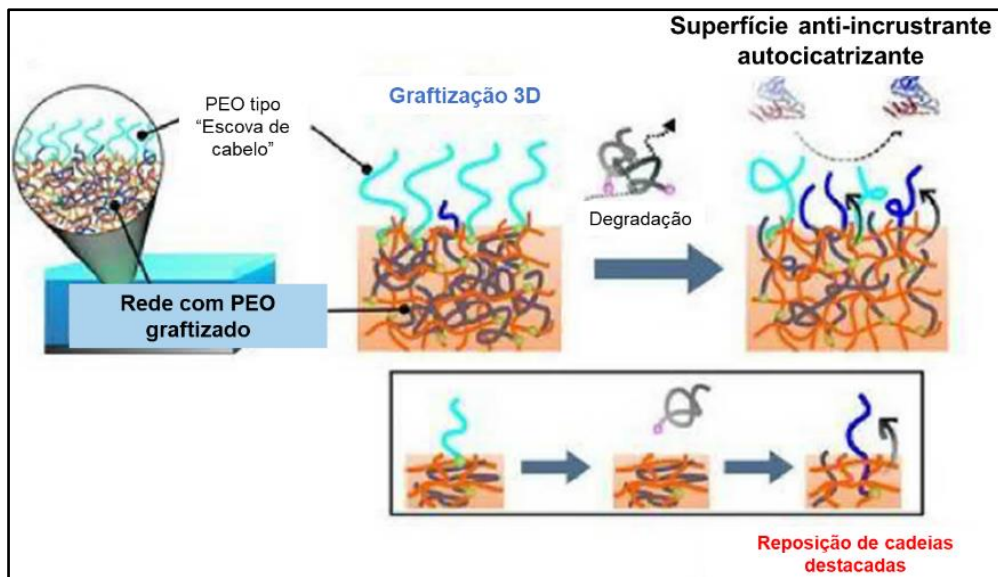 Superfície anti-incrustante
autocicatrizante
PEO tipo
“Escova de
cabelo”
Graftização 3D
Degradação
Rede com PEO
graftizado
Reposição de cadeias
destacadas